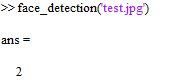 >> face_detection('test.jpg')
ans =
2